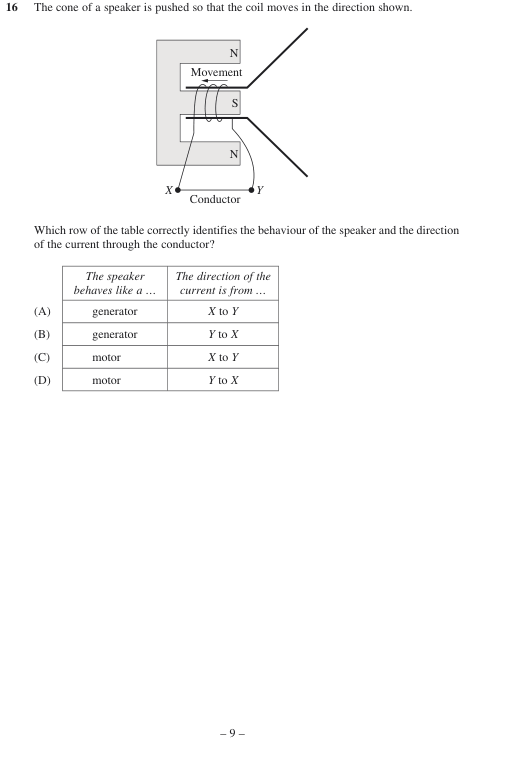 16 The cone of a speaker is pushed so that the coil moves in the direction shown.
N
Movement
S
N
X Y
Conductor
Which row of the table correctly identifies the behaviour of the speaker and the direction
of the current through the conductor?
The speaker The direction of the
behaves like a … current is from …
(A) generator X to Y
(B) generator Y to X
(C) motor X to Y
(D) motor Y to X
– 9 –